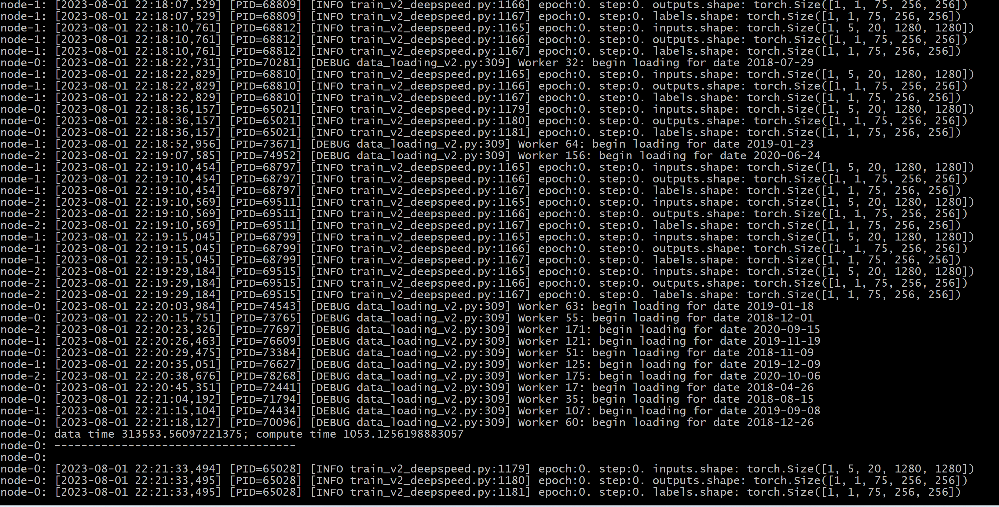 node-1: [2023-08-01 22:18:07,529] [PID=68809] [INFO train_v2_deepspeed.py:1166] epoch:0. step:0. outputs.shape: torch.Size([1, 1, 75, 256, 256])
node-1: [2023-08-01 22:18:07,529] [PID=68809] [INFO train_v2_deepspeed.py:1167] epoch:0. step:0. labels.shape: torch.Size([1, 1, 75, 256, 256])
node-1: [2023-08-01 22:18:10,761] [PID=68812] [INFO train_v2_deepspeed.py:1165] epoch:0. step:0. inputs.shape: torch.Size([1, 5, 20, 1280, 1280])
node-1: [2023-08-01 22:18:10,761] [PID=68812] [INFO train_v2_deepspeed.py:1166] epoch:0. step:0. outputs.shape: torch.Size([1, 1, 75, 256, 256])
node-1: [2023-08-01 22:18:10,761] [PID=68812] [INFO train_v2_deepspeed.py:1167] epoch:0. step:0. labels.shape: torch.Size([1, 1, 75, 256, 256])
node-0: [2023-08-01 22:18:22,731] [PID=70281] [DEBUG data_loading_v2.py:309] Worker 32: begin loading for date 2018-07-29
node-1: [2023-08-01 22:18:22,829] [PID=68810] [INFO train_v2_deepspeed.py:1165] epoch:0. step:0. inputs.shape: torch.Size([1, 5, 20, 1280, 1280])
node-1: [2023-08-01 22:18:22,829] [PID=68810] [INFO train_v2_deepspeed.py:1166] epoch:0. step:0. outputs.shape: torch.Size([1, 1, 75, 256, 256])
node-1: [2023-08-01 22:18:22,829] [PID=68810] [INFO train_v2_deepspeed.py:1167] epoch:0. step:0. labels.shape: torch.Size([1, 1, 75, 256, 256])
node-0: [2023-08-01 22:18:36,157] [PID=65021] [INFO train_v2_deepspeed.py:1179] epoch:0. step:0. inputs.shape: torch.Size([1, 5, 20, 1280, 1280])
node-0: [2023-08-01 22:18:36,157] [PID=65021] [INFO train_v2_deepspeed.py:1180] epoch:0. step:0. outputs.shape: torch.Size([1, 1, 75, 256, 256])
node-0: [2023-08-01 22:18:36,157] [PID=65021] [INFO train_v2_deepspeed.py:1181] epoch:0. step:0. labels.shape: torch.Size([1, 1, 75, 256, 256])
node-1: [2023-08-01 22:18:52,956] [PID=73671] [DEBUG data_loading_v2.py:309] Worker 64: begin loading for date 2019-01-23
node-2: [2023-08-01 22:19:07,585] [PID=74952] [DEBUG data_loading_v2.py:309] Worker 156: begin loading for date 2020-06-24
node-1: [2023-08-01 22:19:10,454] [PID=68797] [INFO train_v2_deepspeed.py:1165] epoch:0. step:0. inputs.shape: torch.Size([1, 5, 20, 1280, 1280])
node-1: [2023-08-01 22:19:10,454] [PID=68797] [INFO train_v2_deepspeed.py:1166] epoch:0. step:0. outputs.shape: torch.Size([1, 1, 75, 256, 256])
node-1: [2023-08-01 22:19:10,454] [PID=68797] [INFO train_v2_deepspeed.py:1167] epoch:0. step:0. labels.shape: torch.Size([1, 1, 75, 256, 256])
node-2: [2023-08-01 22:19:10,569] [PID=69511] [INFO train_v2_deepspeed.py:1165] epoch:0. step:0. inputs.shape: torch.Size([1, 5, 20, 1280, 1280])
node-2: [2023-08-01 22:19:10,569] [PID=69511] [INFO train_v2_deepspeed.py:1166] epoch:0. step:0. outputs.shape: torch.Size([1, 1, 75, 256, 256])
node-2: [2023-08-01 22:19:10,569] [PID=69511] [INFO train_v2_deepspeed.py:1167] epoch:0. step:0. labels.shape: torch.Size([1, 1, 75, 256, 256])
node-1: [2023-08-01 22:19:15,045] [PID=68799] [INFO train_v2_deepspeed.py:1165] epoch:0. step:0. inputs.shape: torch.Size([1, 5, 20, 1280, 1280])
node-1: [2023-08-01 22:19:15,045] [PID=68799] [INFO train_v2_deepspeed.py:1166] epoch:0. step:0. outputs.shape: torch.Size([1, 1, 75, 256, 256])
node-1: [2023-08-01 22:19:15,045] [PID=68799] [INFO train_v2_deepspeed.py:1167] epoch:0. step:0. labels.shape: torch.Size([1, 1, 75, 256, 256])
node-2: [2023-08-01 22:19:29,184] [PID=69515] [INFO train_v2_deepspeed.py:1165] epoch:0. step:0. inputs.shape: torch.Size([1, 5, 20, 1280, 1280])
node-2: [2023-08-01 22:19:29,184] [PID=69515] [INFO train_v2_deepspeed.py:1166] epoch:0. step:0. outputs.shape: torch.Size([1, 1, 75, 256, 256])
node-2: [2023-08-01 22:19:29,184] [PID=69515] [INFO train_v2_deepspeed.py:1167] epoch:0. step:0. labels.shape: torch.Size([1, 1, 75, 256, 256])
node-0: [2023-08-01 22:20:03,984] [PID=74543] [DEBUG data_loading_v2.py:309] Worker 63: begin loading for date 2019-01-18
node-0: [2023-08-01 22:20:15,751] [PID=73765] [DEBUG data_loading_v2.py:309] Worker 55: begin loading for date 2018-12-01
node-2: [2023-08-01 22:20:23,326] [PID=77697] [DEBUG data_loading_v2.py:309] Worker 171: begin loading for date 2020-09-15
node-1: [2023-08-01 22:20:26,463] [PID=76609] [DEBUG data_loading_v2.py:309] Worker 121: begin loading for date 2019-11-19
node-0: [2023-08-01 22:20:29,475] [PID=73384] [DEBUG data_loading_v2.py:309] Worker 51: begin loading for date 2018-11-09
node-1: [2023-08-01 22:20:35,051] [PID=76627] [DEBUG data_loading_v2.py:309] Worker 125: begin loading for date 2019-12-09
node-2: [2023-08-01 22:20:38,676] [PID=78268] [DEBUG data_loading_v2.py:309] Worker 175: begin loading for date 2020-10-06
node-0: [2023-08-01 22:20:45,351] [PID=72441] [DEBUG data_loading_v2.py:309] Worker 17: begin loading for date 2018-04-26
node-0: [2023-08-01 22:21:04,192] [PID=71794] [DEBUG data_loading_v2.py:309] Worker 35: begin loading for date 2018-08-15
node-1: [2023-08-01 22:21:15,104] [PID=74434] [DEBUG data_loading_v2.py:309] Worker 107: begin loading for date 2019-09-08
node-0: [2023-08-01 22:21:18,127] [PID=70096] [DEBUG data_loading_v2.py:309] Worker 60: begin loading for date 2018-12-26
node-0: data time 313553.56097221375; compute time 1053.1256198883057
node-0: ------------------------------------
node-0:
node-0: [2023-08-01 22:21:33,494] [PID=65028] [INFO train_v2_deepspeed.py:1179] epoch:0. step:0. inputs.shape: torch.Size([1, 5, 20, 1280, 1280])
node-0: [2023-08-01 22:21:33,495] [PID=65028] [INFO train_v2_deepspeed.py:1180] epoch:0. step:0. outputs.shape: torch.Size([1, 1, 75, 256, 256])
node-0: [2023-08-01 22:21:33,495] [PID=65028] [INFO train_v2_deepspeed.py:1181] epoch:0. step:0. labels.shape: torch.Size([1, 1, 75, 256, 256])